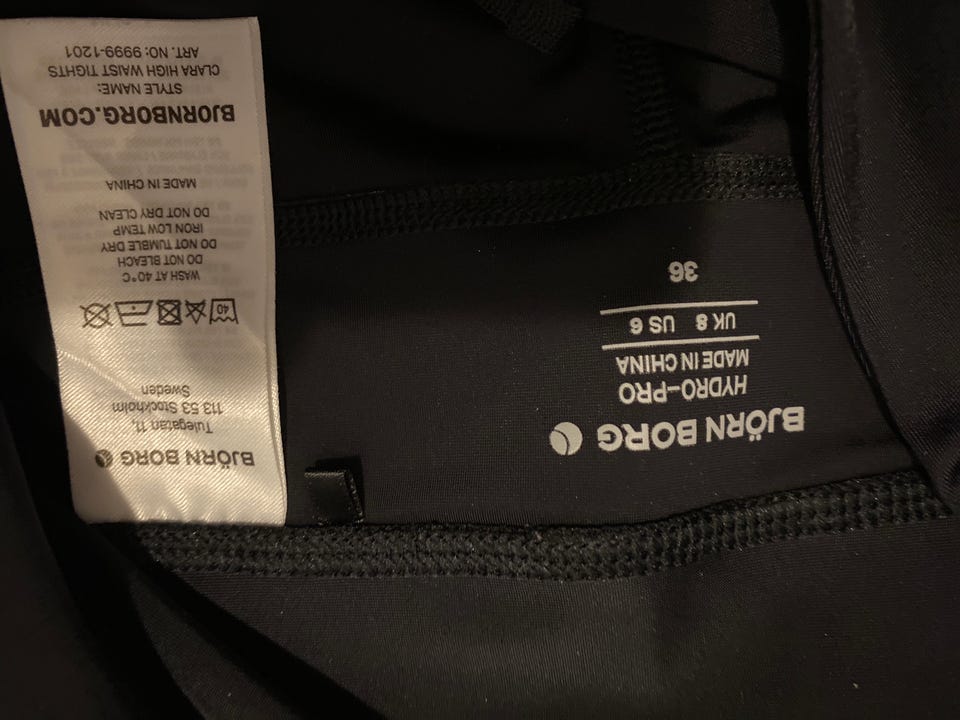 BJÖRN BORG
Tulegatan 11,
113 53 Stockholm
Sweden
40
WASH AT 40°C
DO NOT BLEACH
DO NOT TUMBLE DRY
IRON LOW TEMP
DO NOT DRY CLEAN
MADE IN CHINA
BJORNBORG.COM
STYLE NAME:
CLARA HIGH WAIST TIGHTS
ART. NO: 9999-1201
BJÖRN BORG
HYDRO-PRO
MADE IN CHINA
UK 8 US 6
36